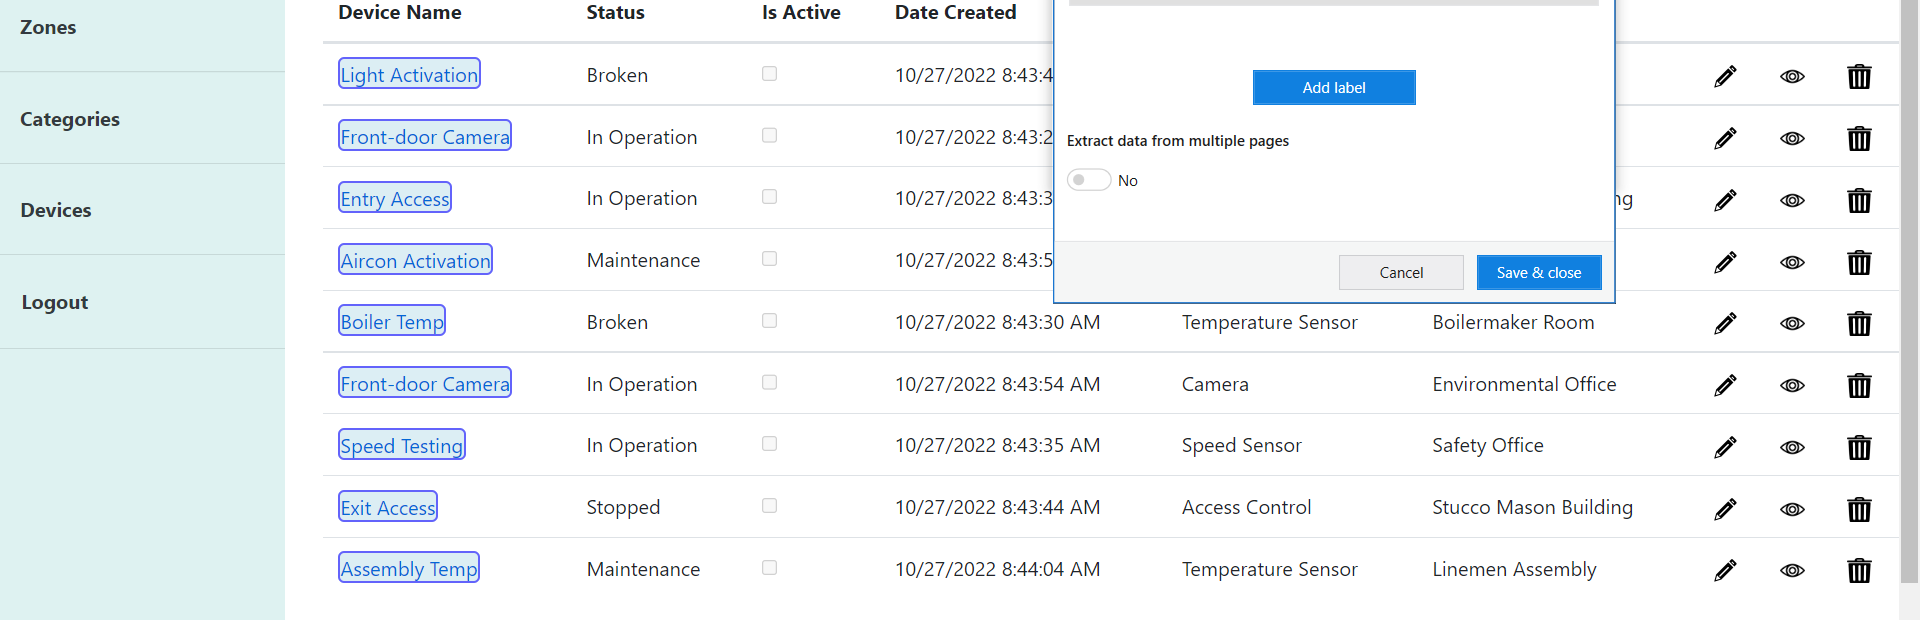 Zones
Categories
Devices
Logout
Device Name Status Is Active Date Created
Light Activation Broken 10/27/2022 8:43:4
Front-door Camera In Operation 10/27/2022 8:43:2
Entry Access In Operation 10/27/2022 8:43:3 ng
Aircon Activation Maintenance 10/27/2022 8:43:5
Boiler Temp Broken 10/27/2022 8:43:30 AM Temperature Sensor Boilermaker Room
Front-door Camera In Operation 10/27/2022 8:43:54 AM Camera Environmental Office
Speed Testing In Operation 10/27/2022 8:43:35 AM Speed Sensor Safety Office
Exit Access Stopped 10/27/2022 8:43:44 AM Access Control Stucco Mason Building
Assembly Temp Maintenance 10/27/2022 8:44:04 AM Temperature Sensor Linemen Assembly
Add label
Extract data from multiple pages
No
Cancel Save & close